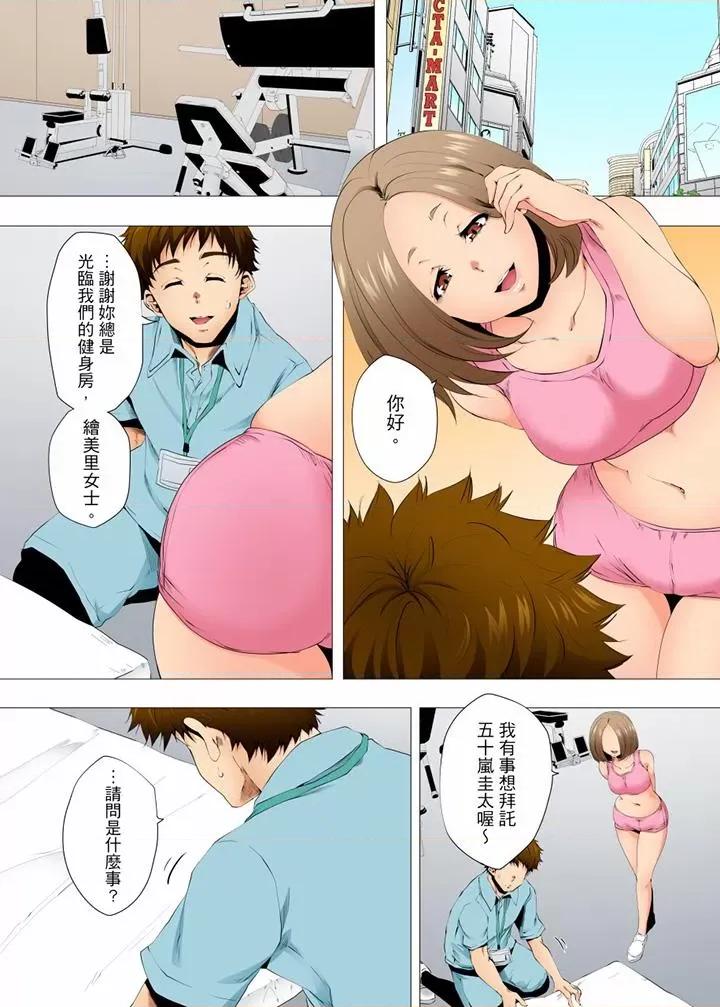 CTA-MART
你好。
…謝謝妳總是
光臨我們的健身房，
繪美里女士。
我有事想拜託
五十嵐圭太喔～
…請問是什麼事？